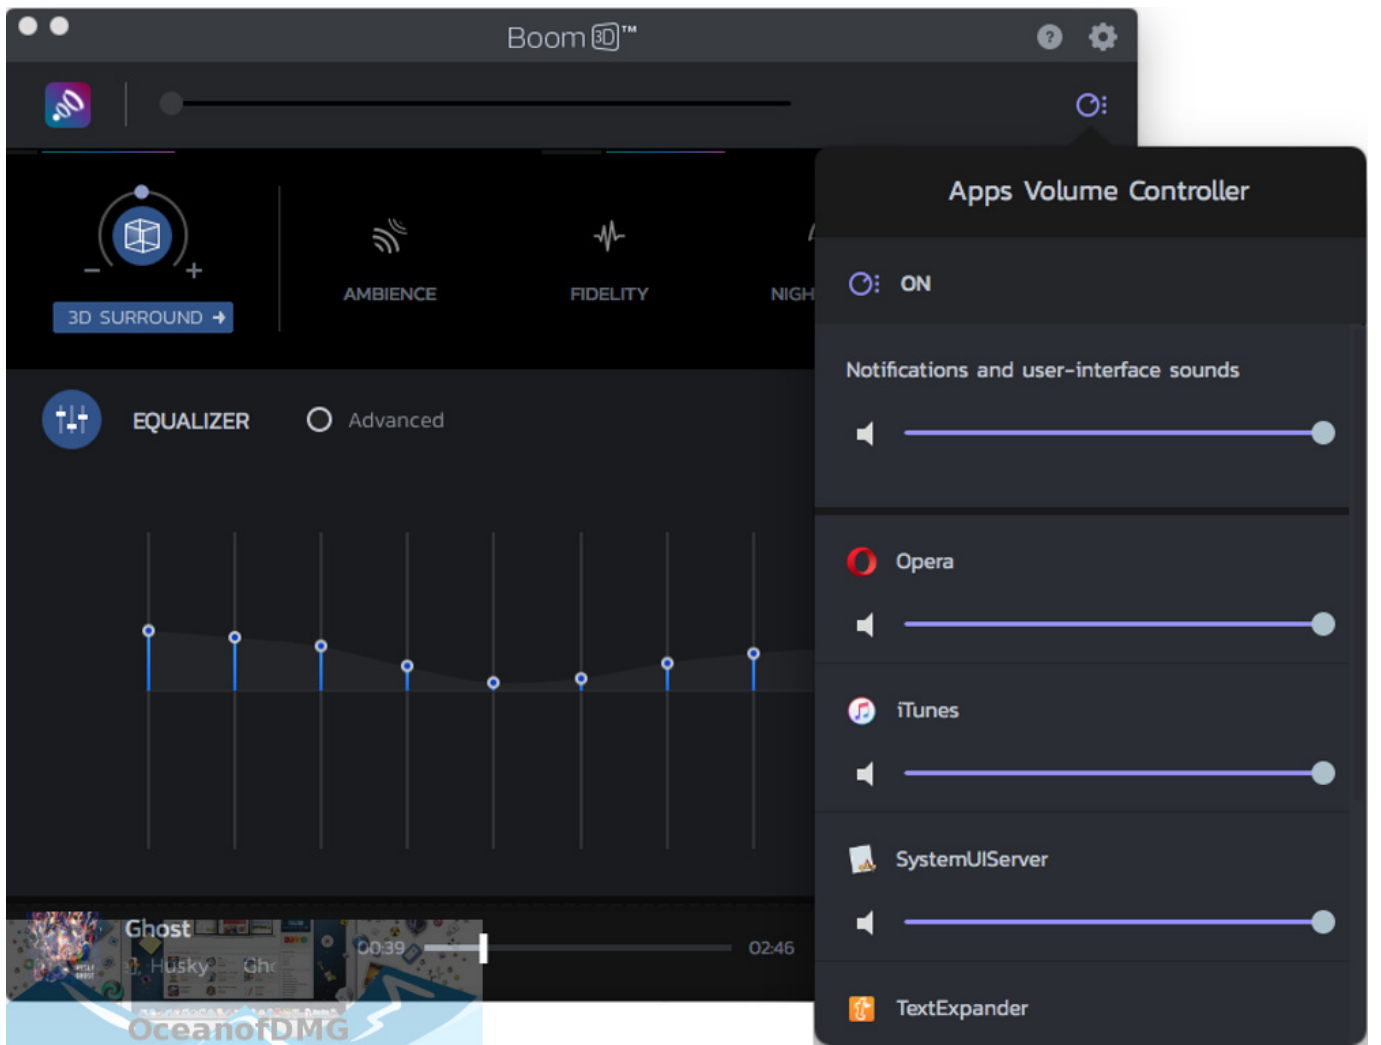 Boom 3D™
?
Apps Volume Controller
ON
AMBIENCE
FIDELITY
NIGH
3D SURROUND
Notifications and user-interface sounds
EQUALIZER
Advanced
Opera
iTunes
SystemUIServer
Ghost
00:39
02:46
Husky
TextExpander
OceanofDMG